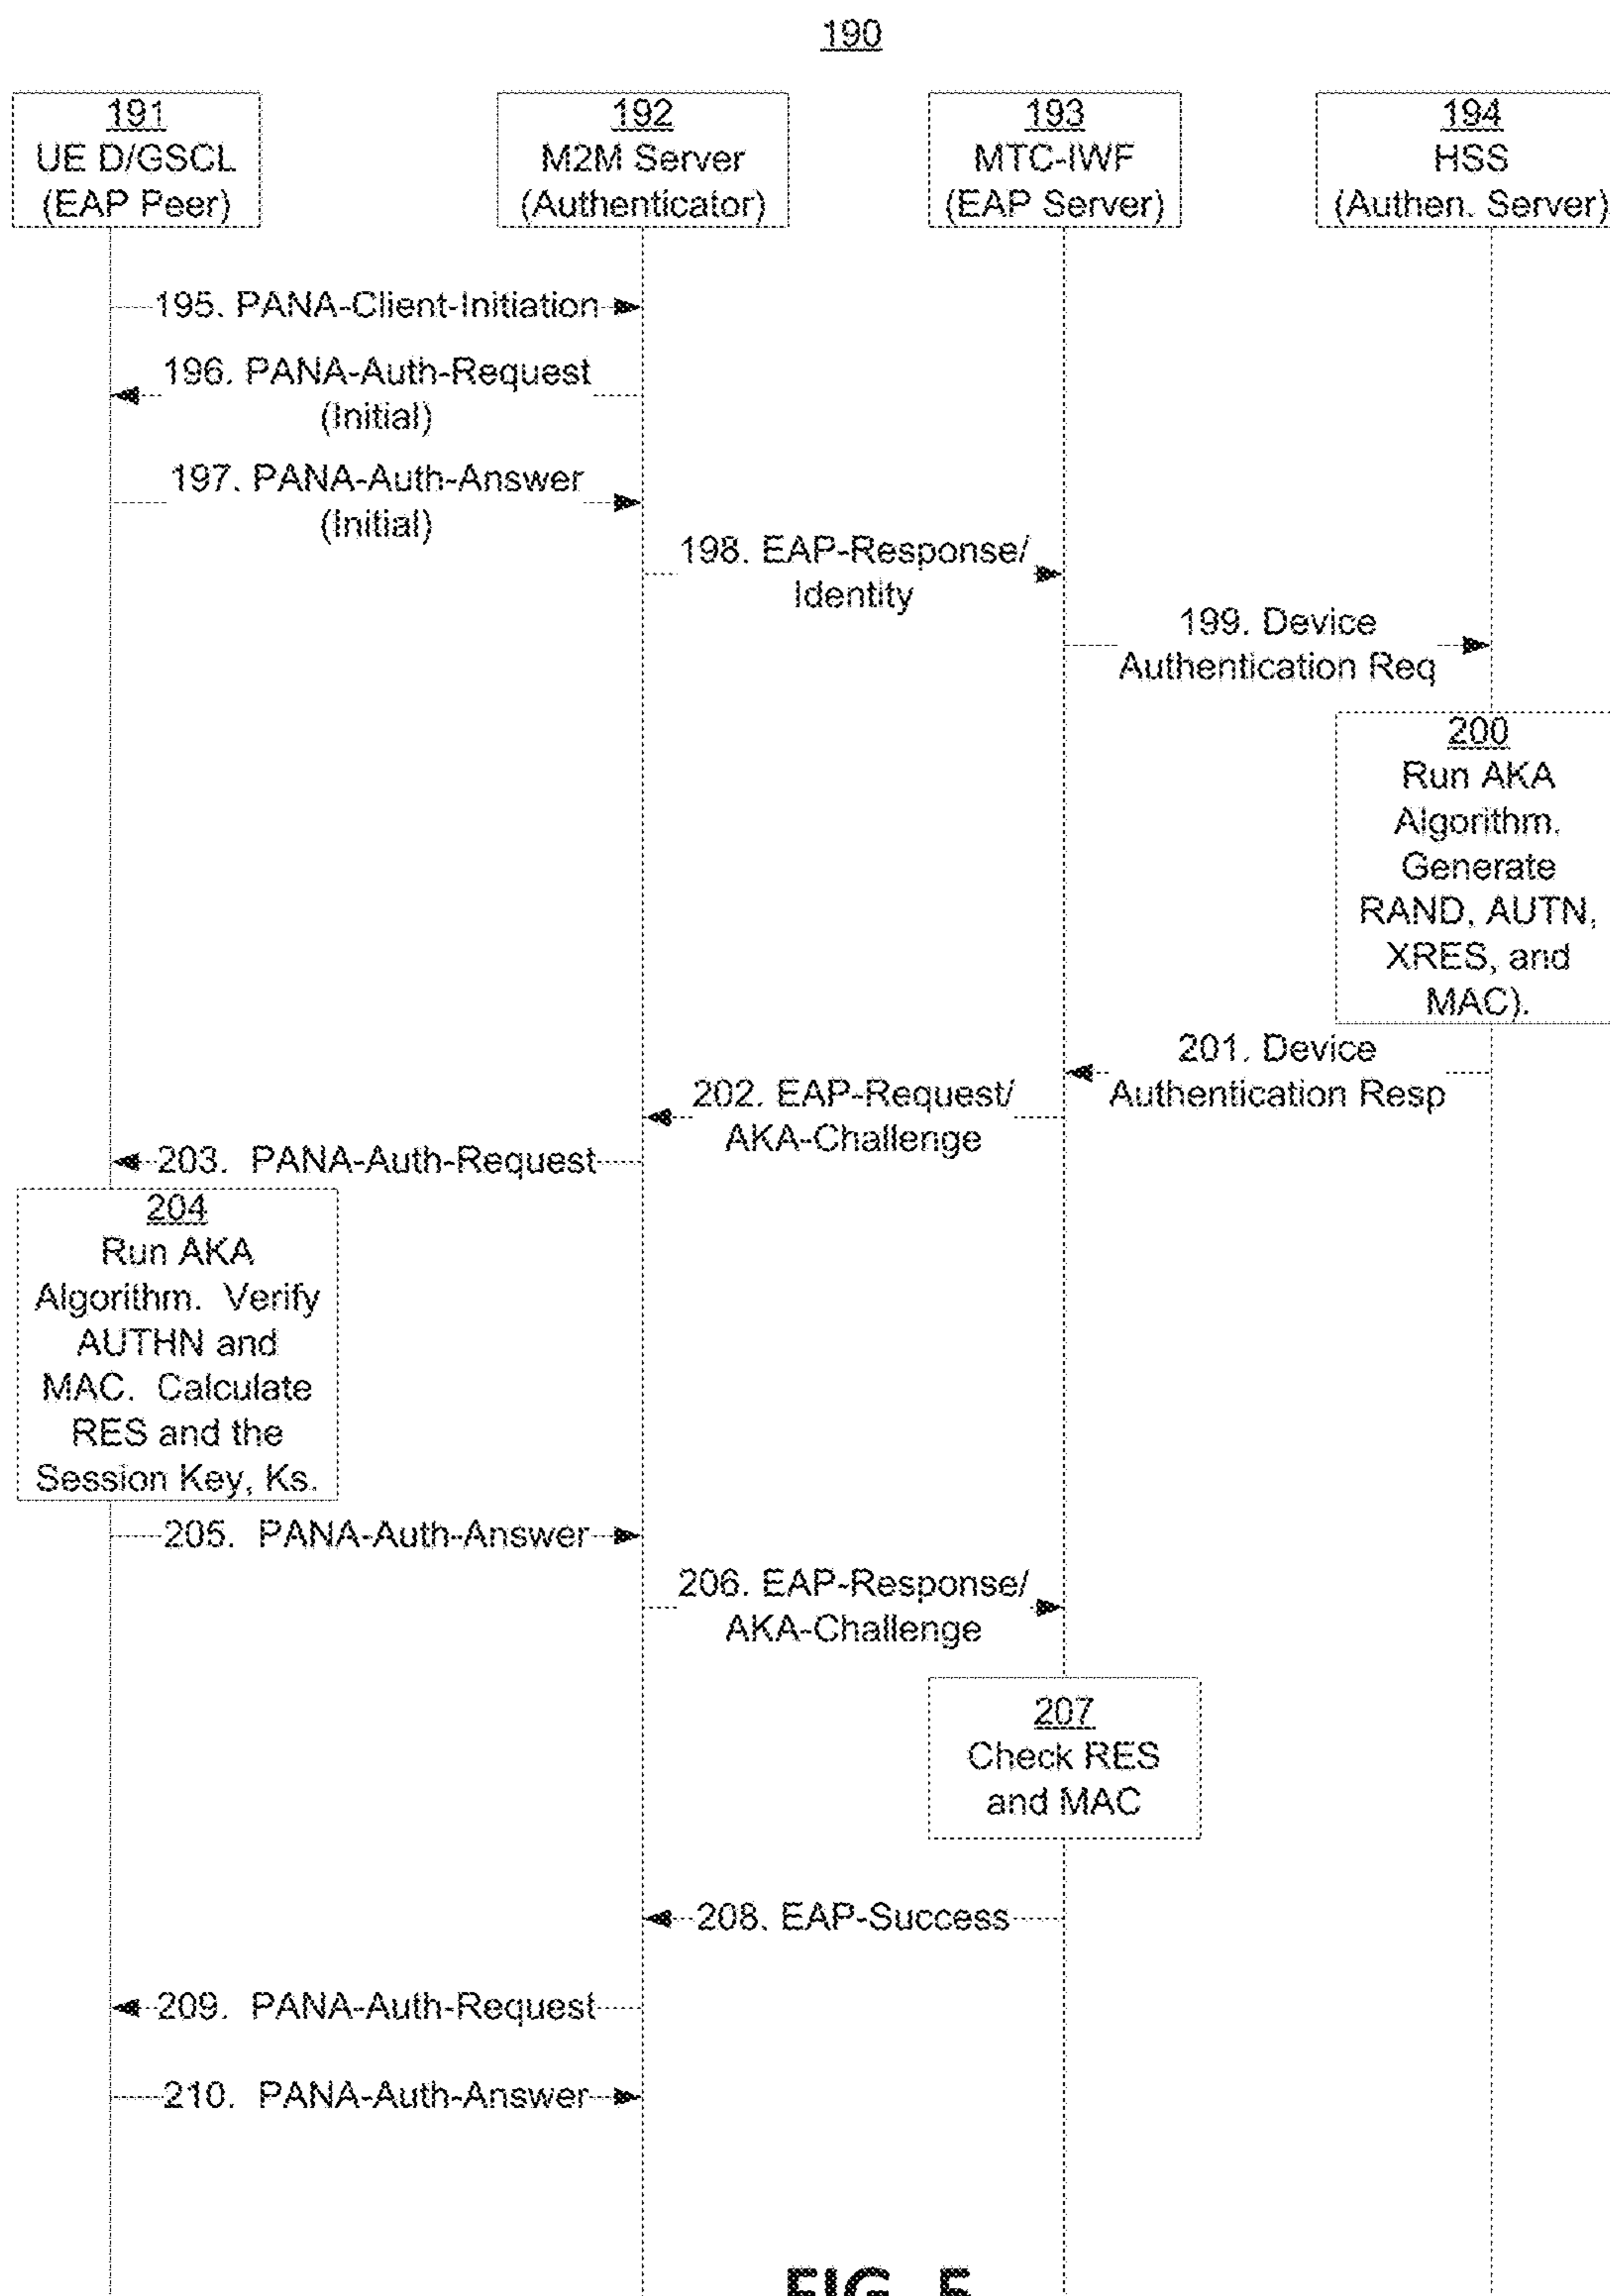 190
191
UE D/GSCL
(EAP Peer)
192
M2M Server
(Authenticator)
193
MTC-IWF
(EAP Server)
194
HSS
(Authen. Server)
195. PANA-Client-Initiation
196. PANA-Auth-Request
(Initial)
197. PANA-Auth-Answer
(Initial)
198. EAP-Response/
Identity
199. Device
Authentication Req
200
Run AKA
Algorithm.
Generate
RAND, AUTN,
XRES, and
MAC).
201. Device
Authentication Resp
202. EAP-Request/
AKA-Challenge
203. PANA-Auth-Request
204
Run AKA
Algorithm. Verify
AUTHN and
MAC. Calculate
RES and the
Session Key, Ks.
205. PANA-Auth-Answer
206. EAP-Response/
AKA-Challenge
207
Check RES
and MAC
208. EAP-Success
209. PANA-Auth-Request
210. PANA-Auth-Answer
FIG. 5